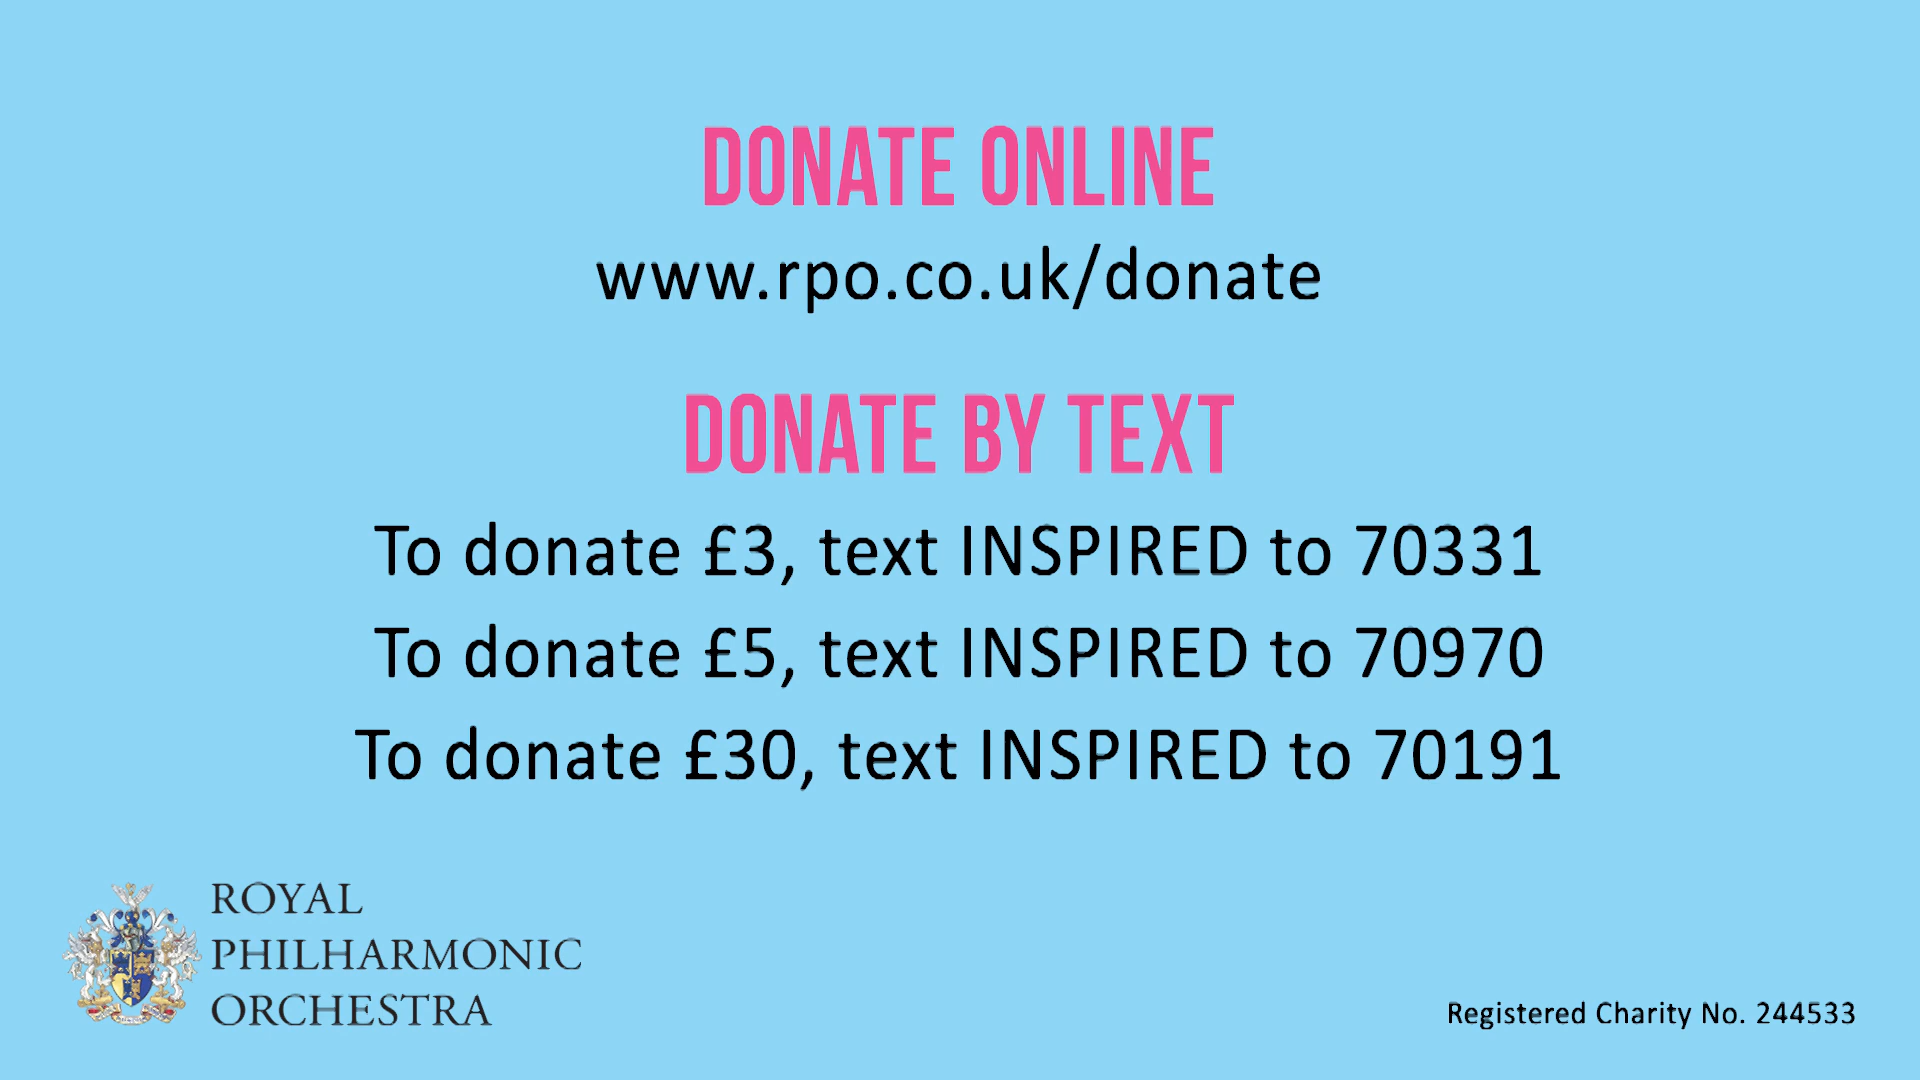 DONATE ONLINE
www.rpo.co.uk/donate
DONATE BY TEXT
To donate £3, text INSPIRED to 70331
To donate £5, text INSPIRED to 70970
To donate £30, text INSPIRED to 70191
ROYAL
PHILHARMONIC
ORCHESTRA
Registered Charity No. 244533